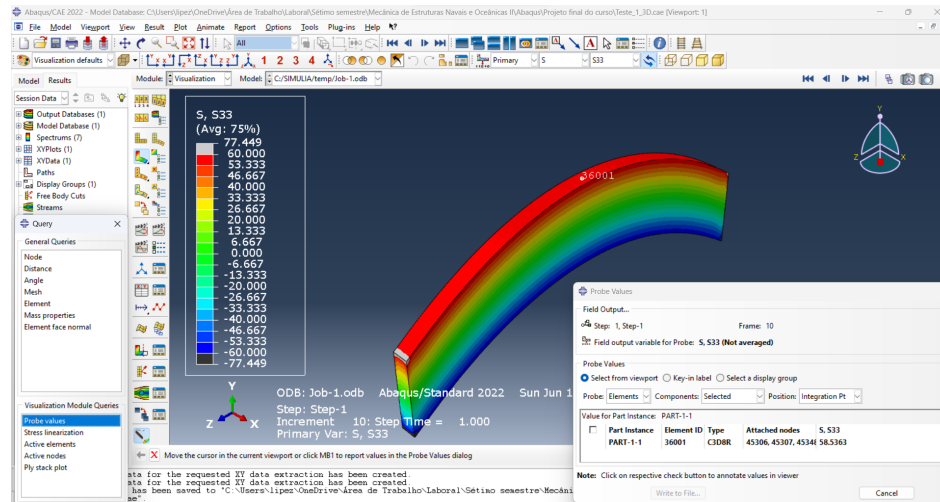 Abaqus/CAE 2022 - Model Database: C:\Users\lipez\OneDrive\Área de Trabalho\Laboral\Sétimo semestre\Mecânica de Estruturas Navais e Oceânicas II\Abaqus\Projeto final do curso\Teste_1_3D.cae [Viewport: 1]
File Model Viewport View Result Plot Animate Report Options Tools Plug-ins Help
All
Visualization defaults 1 2 3 4 Primary S S33
Model Results Module: Visualization Model: C:/SIMULIA/temp/Job-1.odb
Session Data
Output Databases (1)
Model Database (1)
Spectrums (7)
XYPlots (1)
XYData (1)
Paths
Display Groups (1)
Free Body Cuts
Streams
Query
General Queries
Node
Distance
Angle
Mesh
Element
Mass properties
Element face normal
Visualization Module Queries
Probe values
Stress linearization
Active elements
Active nodes
Ply stack plot
S, S33
(Avg: 75%)
77.449
60.000
53.333
46.667
40.000
33.333
26.667
20.000
13.333
6.667
0.000
-6.667
-13.333
-20.000
-26.667
-33.333
-40.000
-46.667
-53.333
-60.000
-77.449
36001
Y
Z X
Y
Z X
ODB: Job-1.odb Abaqus/Standard 2022 Sun Jun 1
Step: Step-1
Increment 10: Step Time = 1.000
Primary Var: S, S33
Probe Values
Field Output...
Step: 1, Step-1 Frame: 10
Field output variable for Probe: S, S33 (Not averaged)
Probe Values
Select from viewport Key-in label Select a display group
Probe: Elements Components: Selected Position: Integration Pt
Value for Part Instance: PART-1-1
Part Instance Element ID Type Attached nodes S, S33
PART-1-1 36001 C3D8R 45306, 45307, 4534 58.5363
Note: Click on respective check button to annotate values in viewer
Write to File... Cancel
Move the cursor in the current viewport or click MB1 to report values in the Probe Values dialog
ata for the requested XY data extraction has been created.
ata for the requested XY data extraction has been created.
has been saved to "C:\Users\lipez\OneDrive\Área de Trabalho\Laboral\Sétimo semestre\Mecâni
ae".